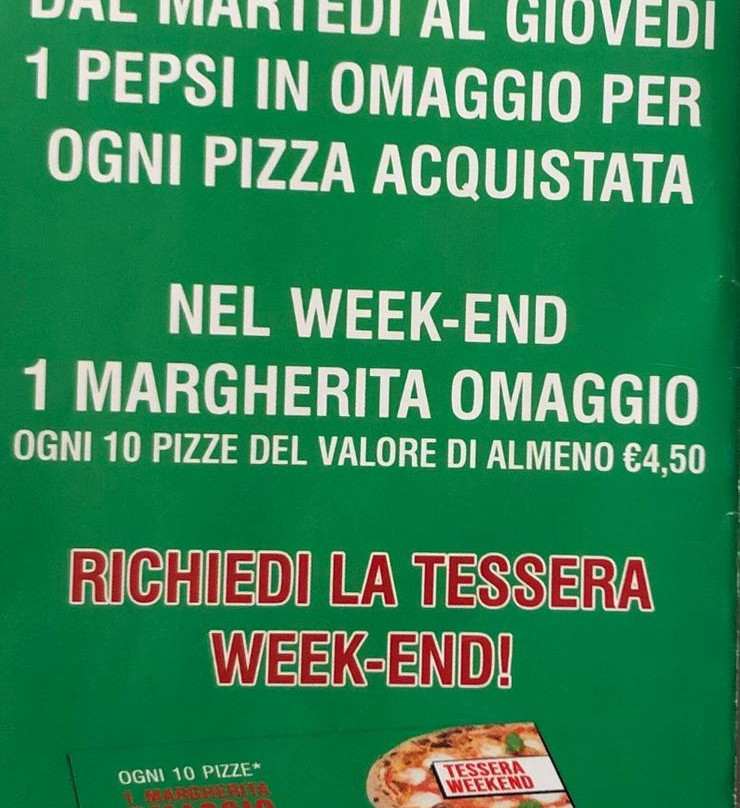 DAL MARTEDÌ AL GIOVEDÌ
1 PEPSI IN OMAGGIO PER
OGNI PIZZA ACQUISTATA
NEL WEEK-END
1 MARGHERITA OMAGGIO
OGNI 10 PIZZE DEL VALORE DI ALMENO €4,50
RICHIEDI LA TESSERA
WEEK-END!
OGNI 10 PIZZE*
1 MARGHERITA
OMAGGIO
TESSERA
WEEKEND